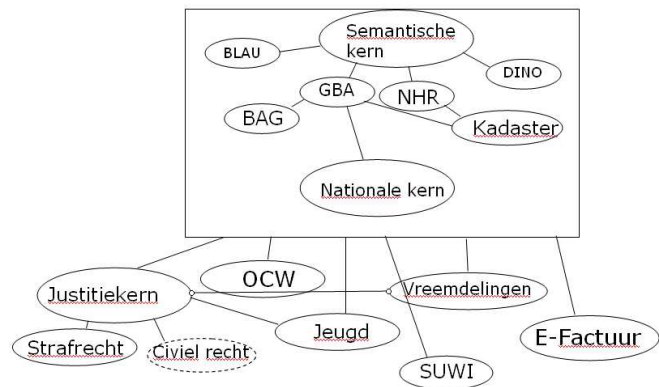 Semantische
kern
BLAU
DINO
GBA
NHR
BAG
Kadaster
Nationale kern
OCW
Justitiekern
Vreemdelingen
Jeugd
E-Factuur
Strafrecht
Civiel recht
SUWI